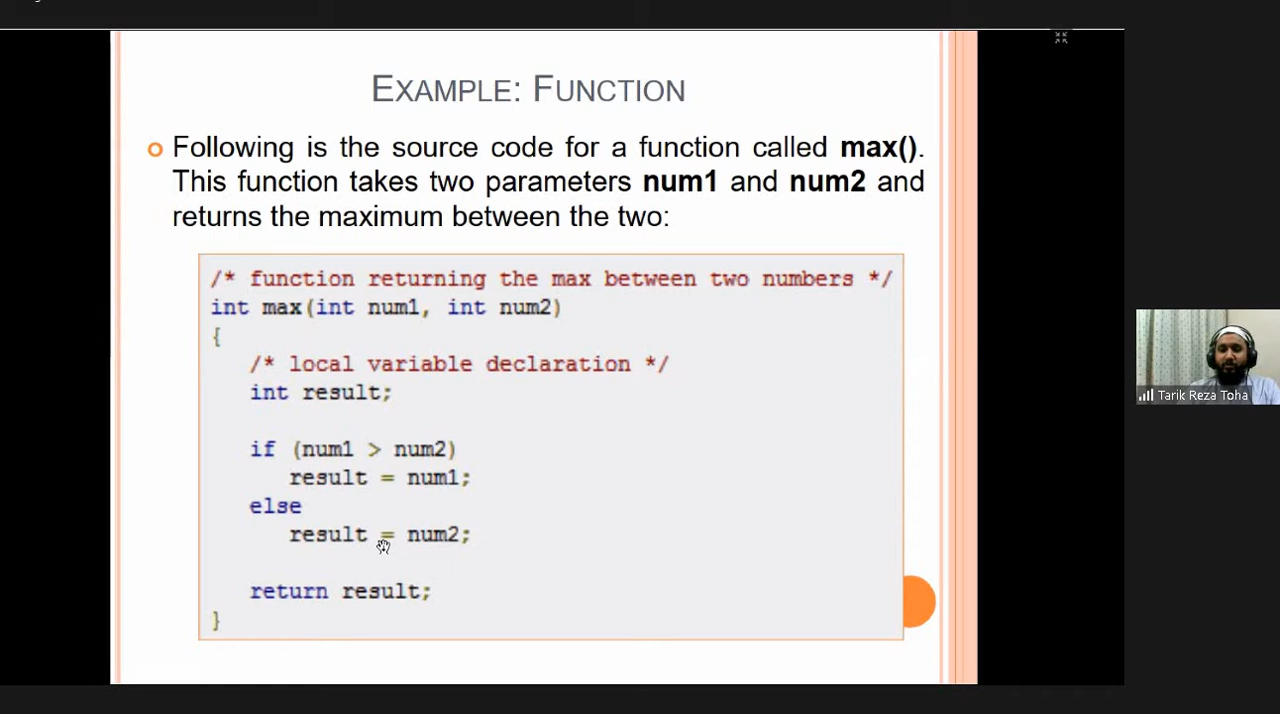 EXAMPLE: FUNCTION
Following is the source code for a function called max().
This function takes two parameters num1 and num2 and
returns the maximum between the two:
/* function returning the max between two numbers */
int max(int num1, int num2)
{
/* local variable declaration */
int result;
if (num1 > num2)
result = num1;
else
result = num2;
return result;
}
Tarik Reza Toha